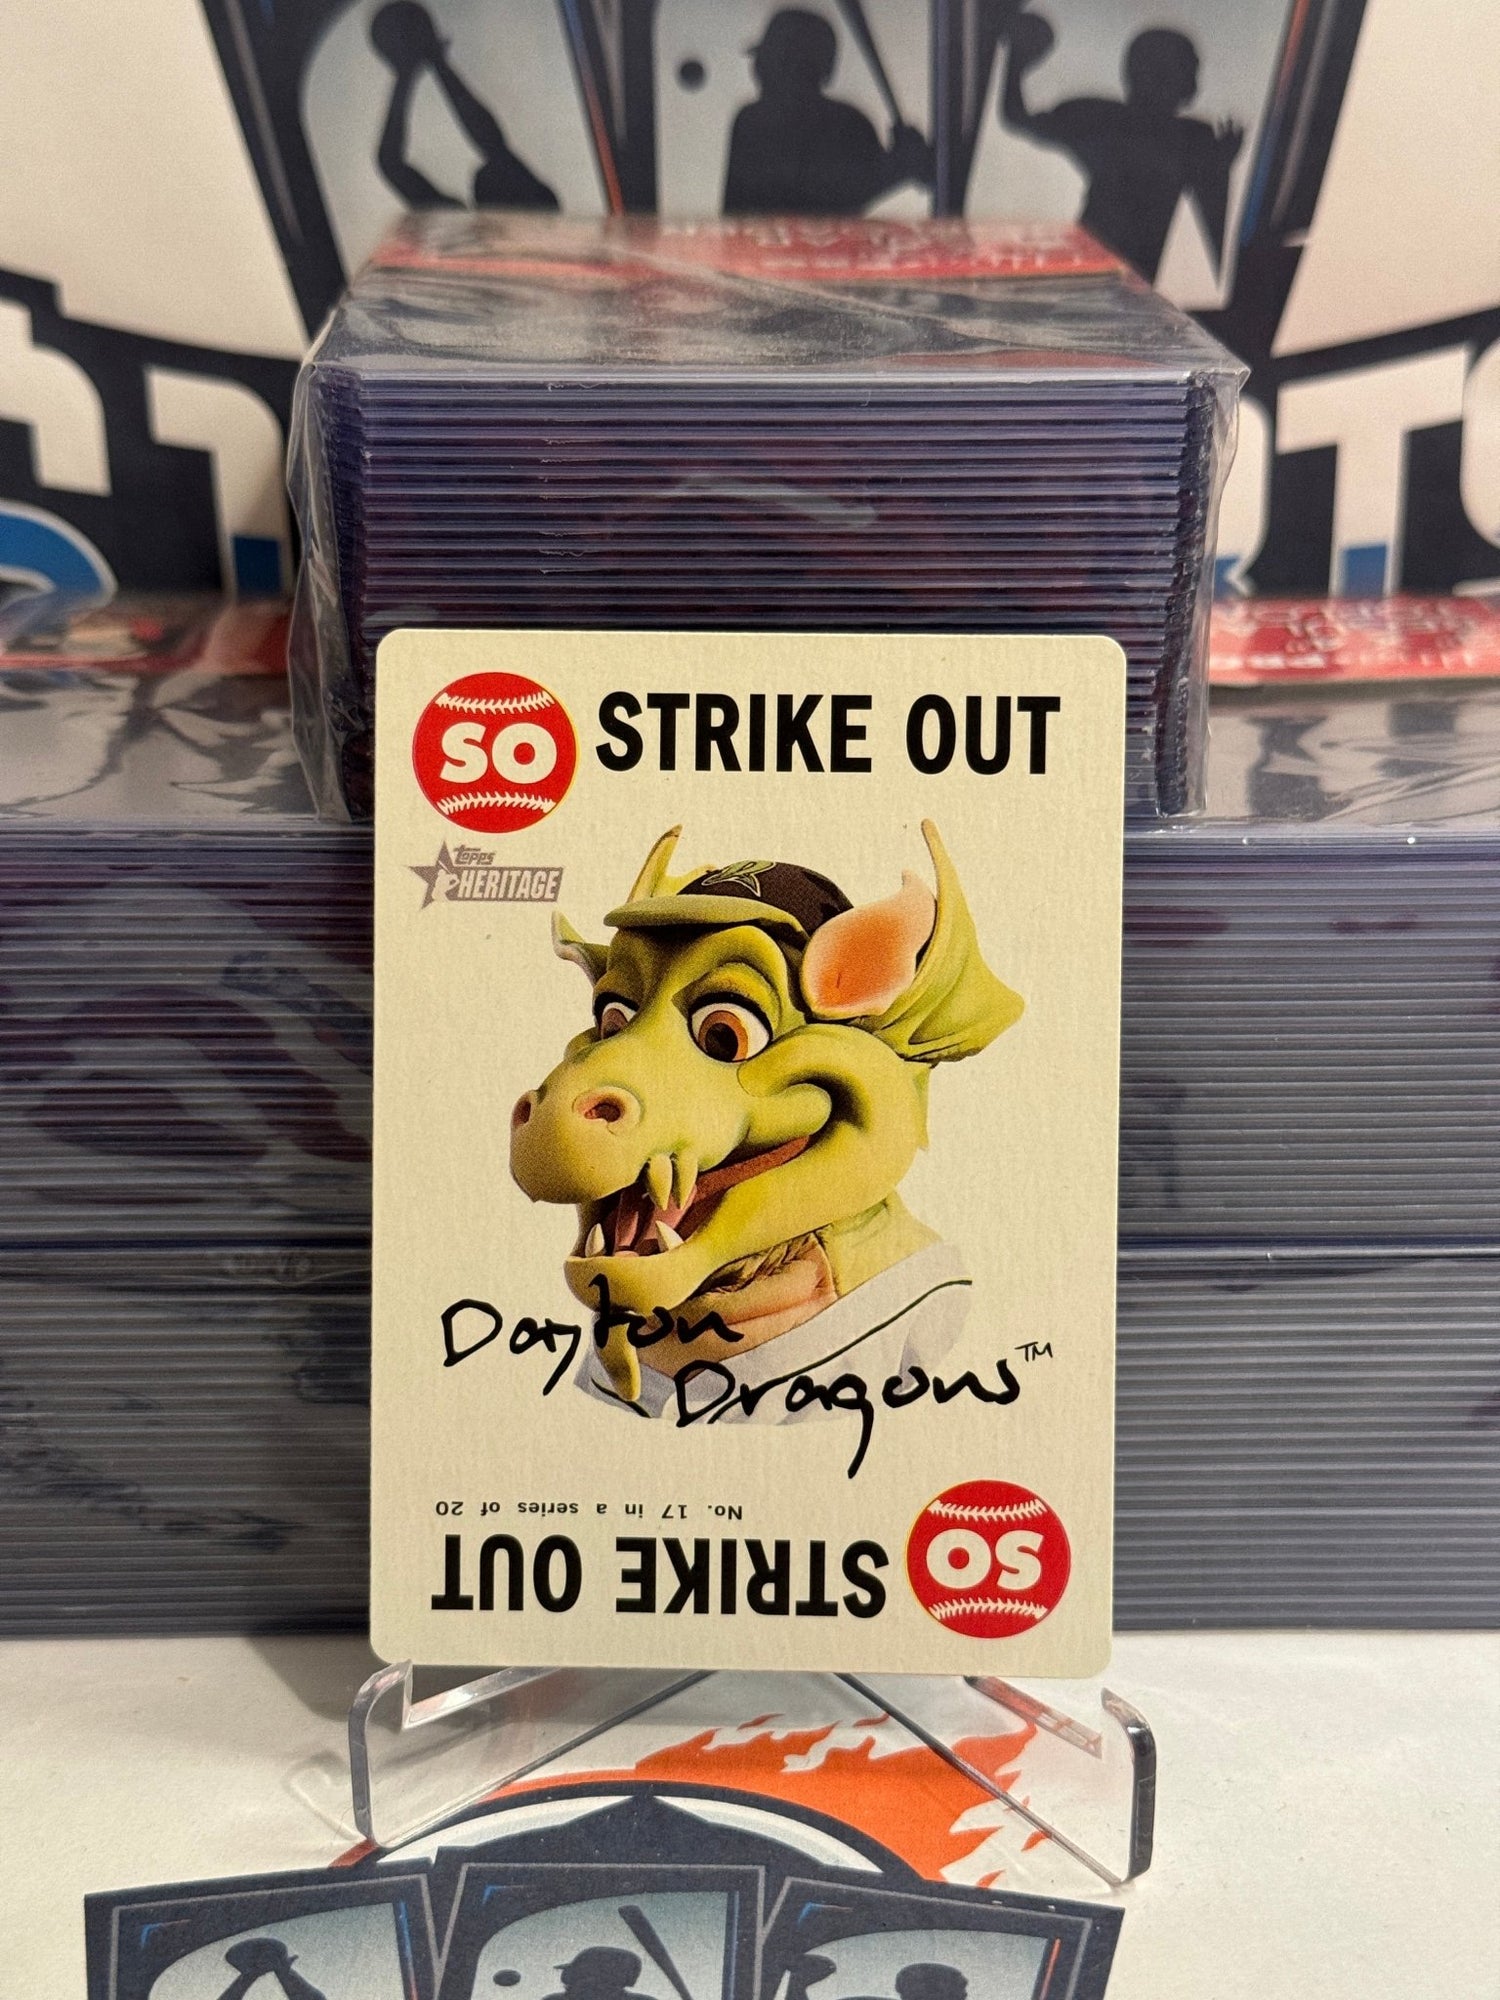 SO STRIKE OUT
topps
HERITAGE
Dayton
Dragons™
No. 17 in a series of 20
SO STRIKE OUT